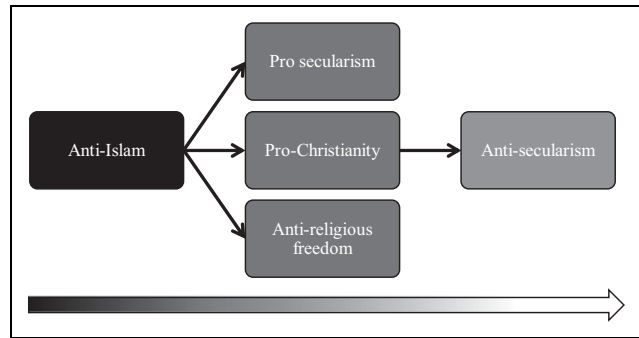 Pro secularism
Anti-Islam
Pro-Christianity
Anti-secularism
Anti-religious
freedom